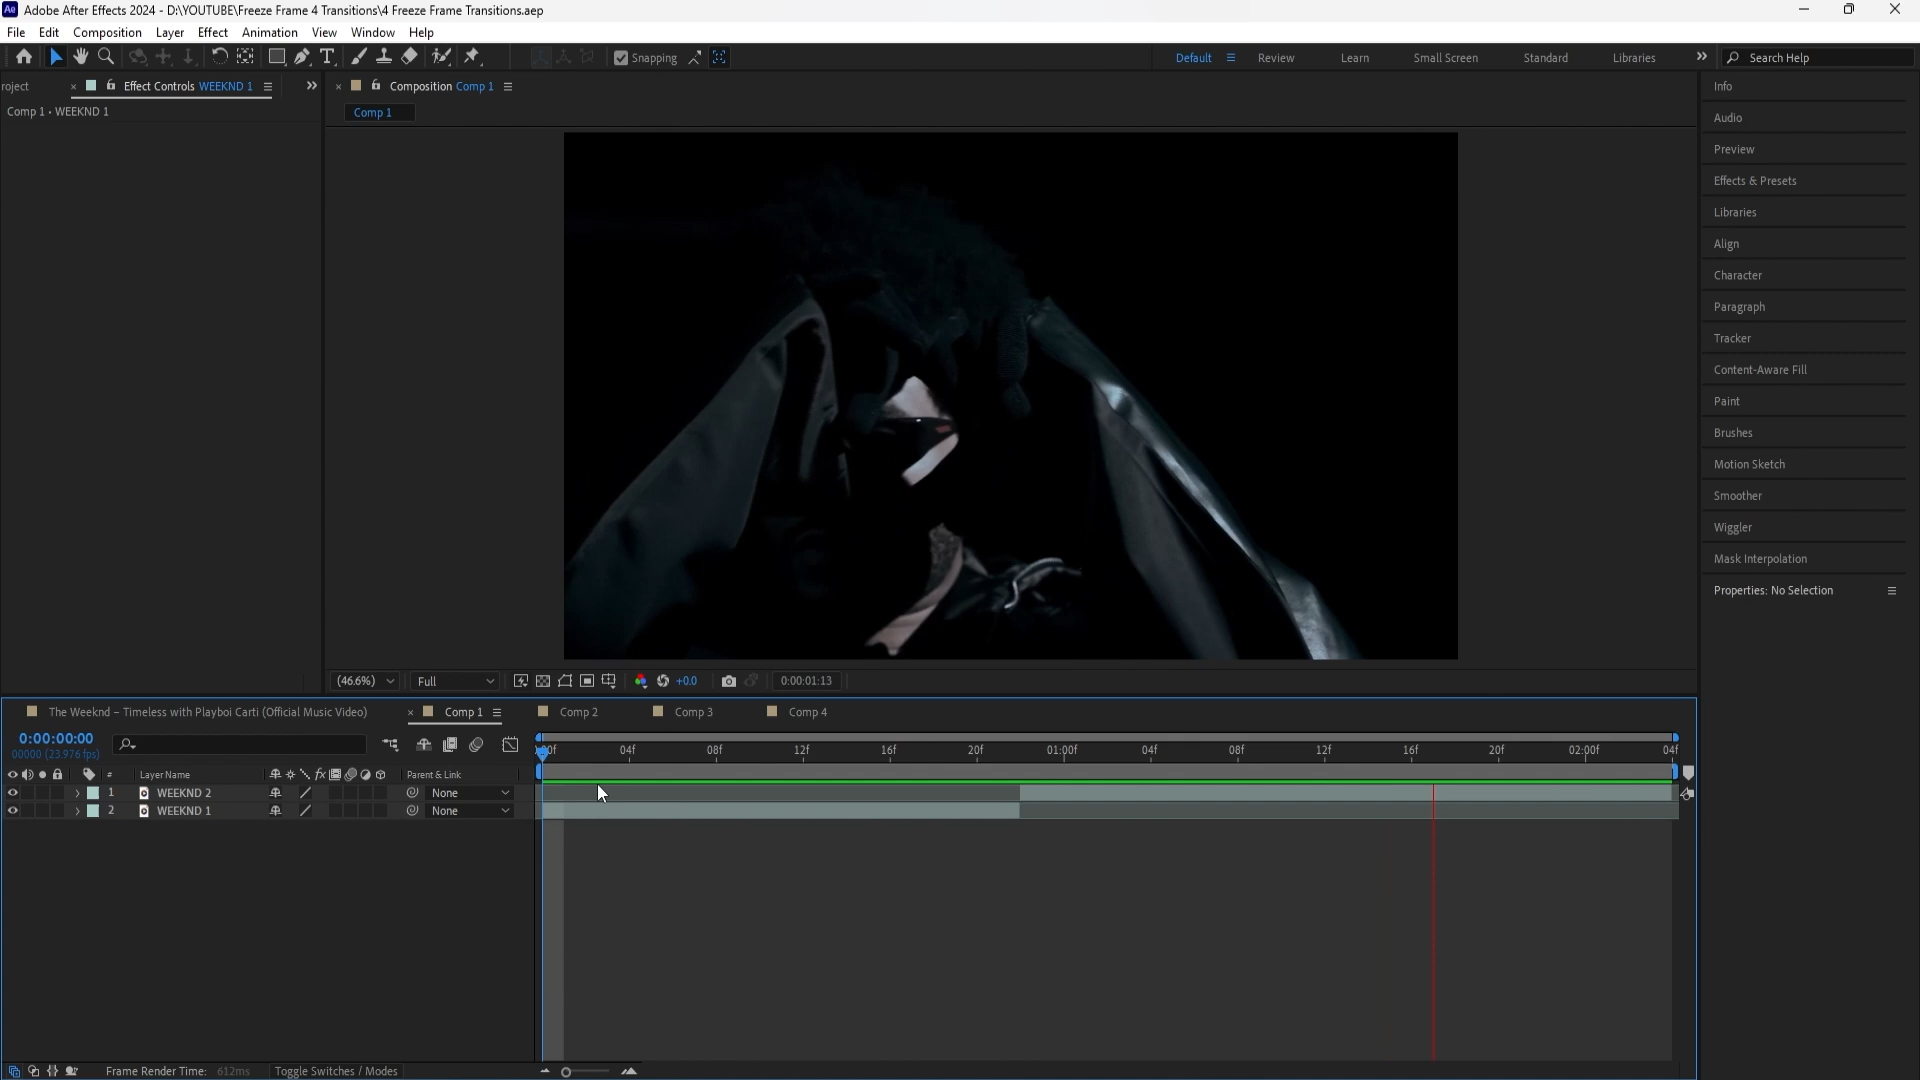 Adobe After Effects 2024 - D:\YOUTUBE\Freeze Frame 4 Transitions\4 Freeze Frame Transitions.aep
File Edit Composition Layer Effect Animation View Window Help
Snapping Default Review Learn Small Screen Standard Libraries Search Help
roject Effect Controls WEEKND 1 Composition Comp 1
Comp 1 • WEEKND 1 Comp 1
Info
Audio
Preview
Effects & Presets
Libraries
Align
Character
Paragraph
Tracker
Content-Aware Fill
Paint
Brushes
Motion Sketch
Smoother
Wiggler
Mask Interpolation
Properties: No Selection
(46.6%) Full +0.0 0:00:01:13
The Weeknd – Timeless with Playboi Carti (Official Music Video) Comp 1 Comp 2 Comp 3 Comp 4
0:00:00:00
00000 (23.976 fps)
00f 04f 08f 12f 16f 20f 01:00f 04f 08f 12f 16f 20f 02:00f 04f
# Layer Name fx Parent & Link
1 WEEKND 2 None
2 WEEKND 1 None
Frame Render Time: 612ms Toggle Switches / Modes